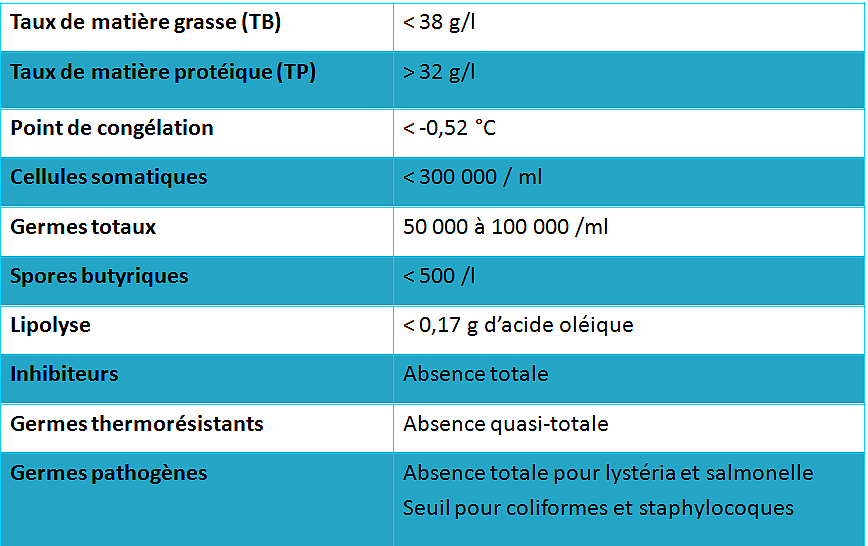 Taux de matière grasse (TB) < 38 g/l
Taux de matière protéique (TP) > 32 g/l
Point de congélation < -0,52 °C
Cellules somatiques < 300 000 / ml
Germes totaux 50 000 à 100 000 /ml
Spores butyriques < 500 /l
Lipolyse < 0,17 g d’acide oléique
Inhibiteurs Absence totale
Germes thermorésistants Absence quasi-totale
Germes pathogènes Absence totale pour lystéria et salmonelle
Seuil pour coliformes et staphylocoques